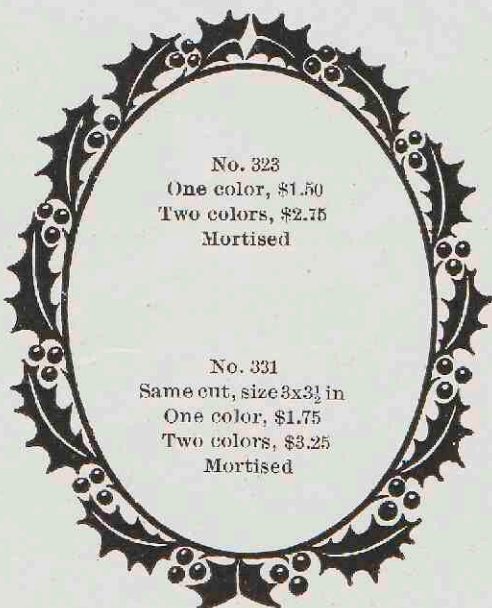 No. 323
One color, $1.50
Two colors, $2.75
Mortised
No. 331
Same cut, size 3x3½ in
One color, $1.75
Two colors, $3.25
Mortised